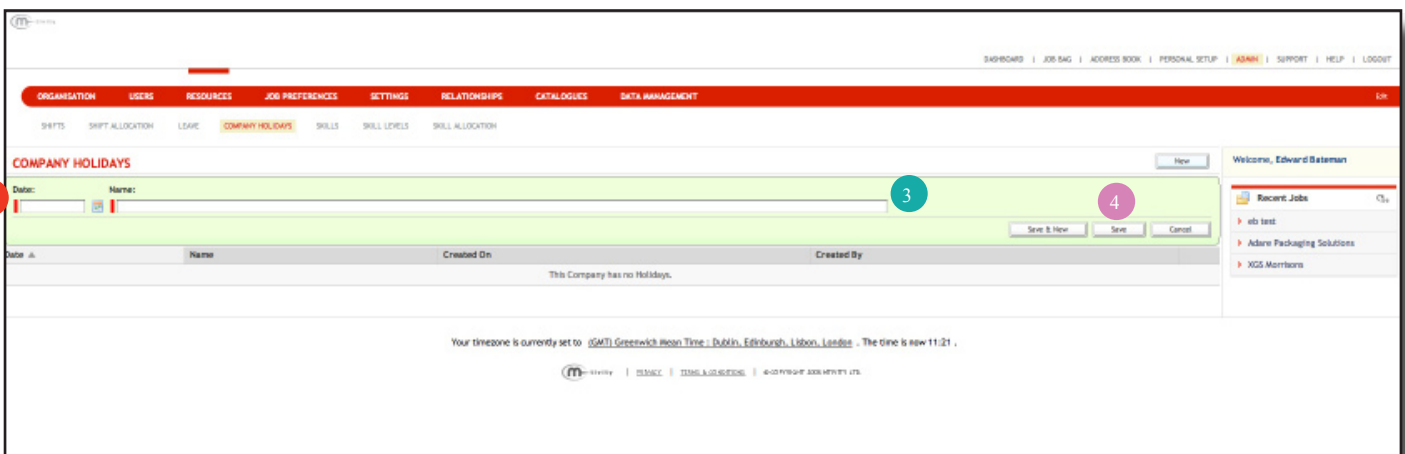 DASHBOARD | JOB BAG | ADDRESS BOOK | PERSONAL SETUP | ADMIN | SUPPORT | HELP | LOGOUT
ORGANISATION USERS RESOURCES JOB PREFERENCES SETTINGS RELATIONSHIPS CATALOGUES DATA MANAGEMENT Edit
SHIFTS SHIFT ALLOCATION LEAVE COMPANY HOLIDAYS SKILLS SKILL LEVELS SKILL ALLOCATION
COMPANY HOLIDAYS New
Welcome, Edward Bateman
Date: Name:
3
4
Save & New Save Cancel
Date Name Created On Created By
This Company has no Holidays.
Recent Jobs
eb test
Adare Packaging Solutions
XGS Morrisons
Your timezone is currently set to (GMT) Greenwich Mean Time : Dublin, Edinburgh, Lisbon, London . The time is now 11:21 .
m | PRIVACY | TERMS & CONDITIONS | © COPYRIGHT